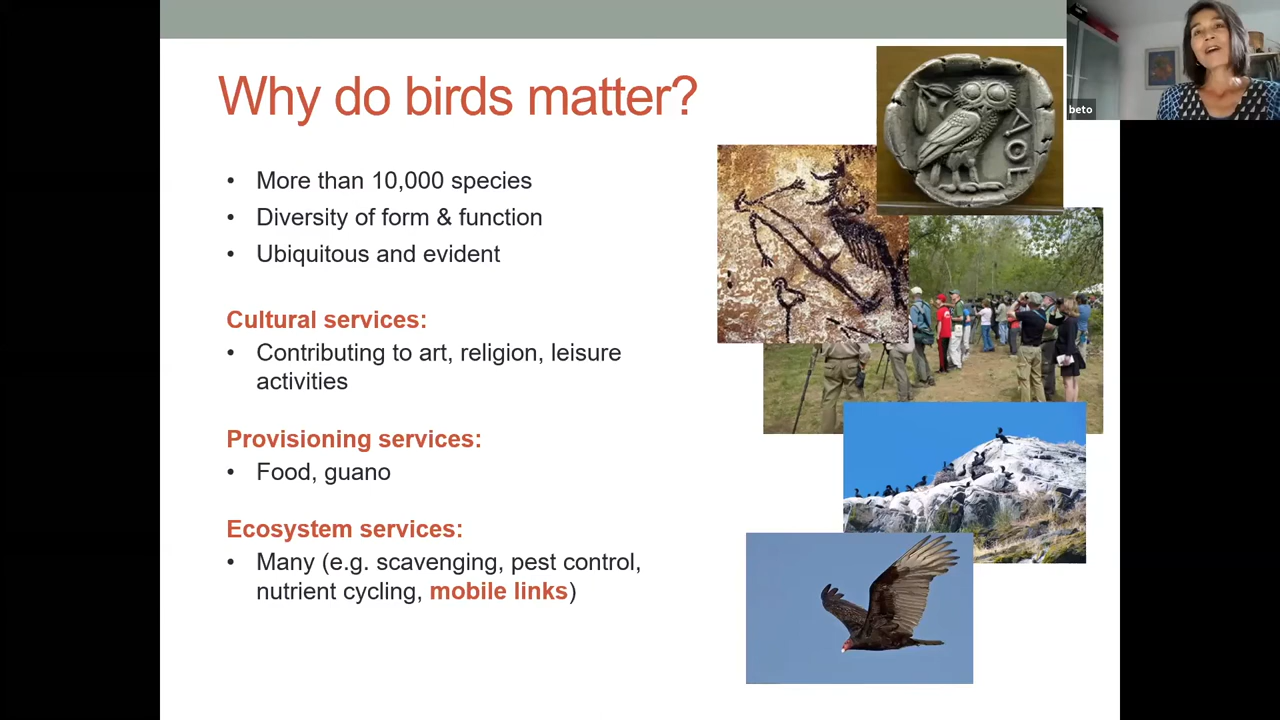 Why do birds matter?
• More than 10,000 species
• Diversity of form & function
• Ubiquitous and evident
Cultural services:
• Contributing to art, religion, leisure
activities
Provisioning services:
• Food, guano
Ecosystem services:
• Many (e.g. scavenging, pest control,
nutrient cycling, mobile links)
beto